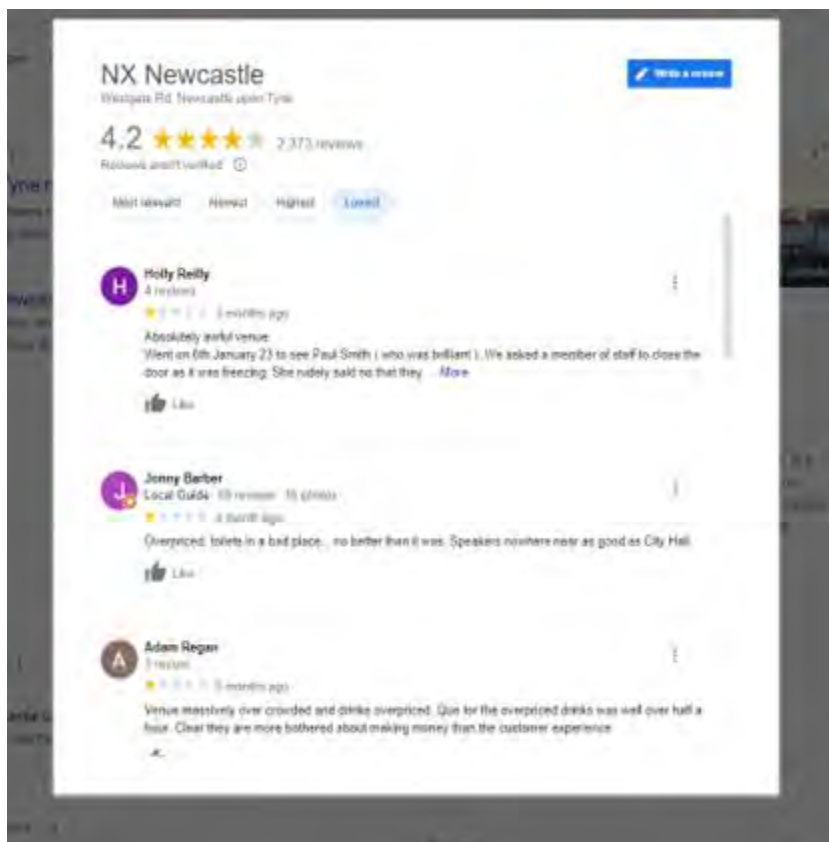 NX Newcastle
Write a review
Westgate Rd, Newcastle upon Tyne
4.2 2,373 reviews
Reviews aren't verified
Most relevant Newest Highest Lowest
H Holly Reilly
4 reviews
3 months ago
Absolutely awful venue
Went on 6th January 23 to see Paul Smith ( who was brilliant ). We asked a member of staff to close the
door as it was freezing. She rudely said no that they ... More
Like
J Jonny Barber
Local Guide reviews photos
a month ago
Overpriced, toilets in a bad place... no better than it was. Speakers nowhere near as good as City Hall.
Like
A Adam Regan
months ago
Venue massively over crowded and drinks overpriced. Que for the overpriced drinks was well over half a
hour. Clear they are more bothered about making money than the customer experience